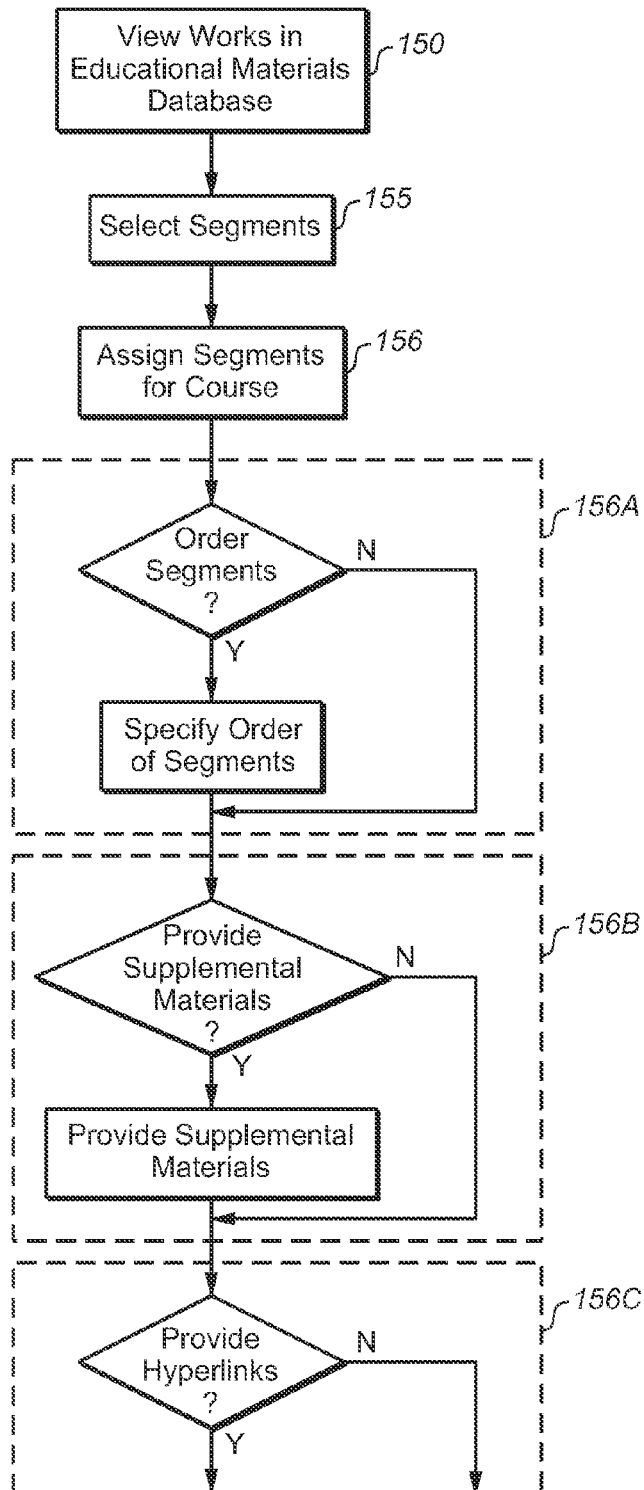 View Works in
Educational Materials
Database
150
Select Segments
155
Assign Segments
for Course
156
156A
Order
Segments
?
N
Y
Specify Order
of Segments
156B
Provide
Supplemental
Materials
?
N
Y
Provide Supplemental
Materials
156C
Provide
Hyperlinks
?
N
Y